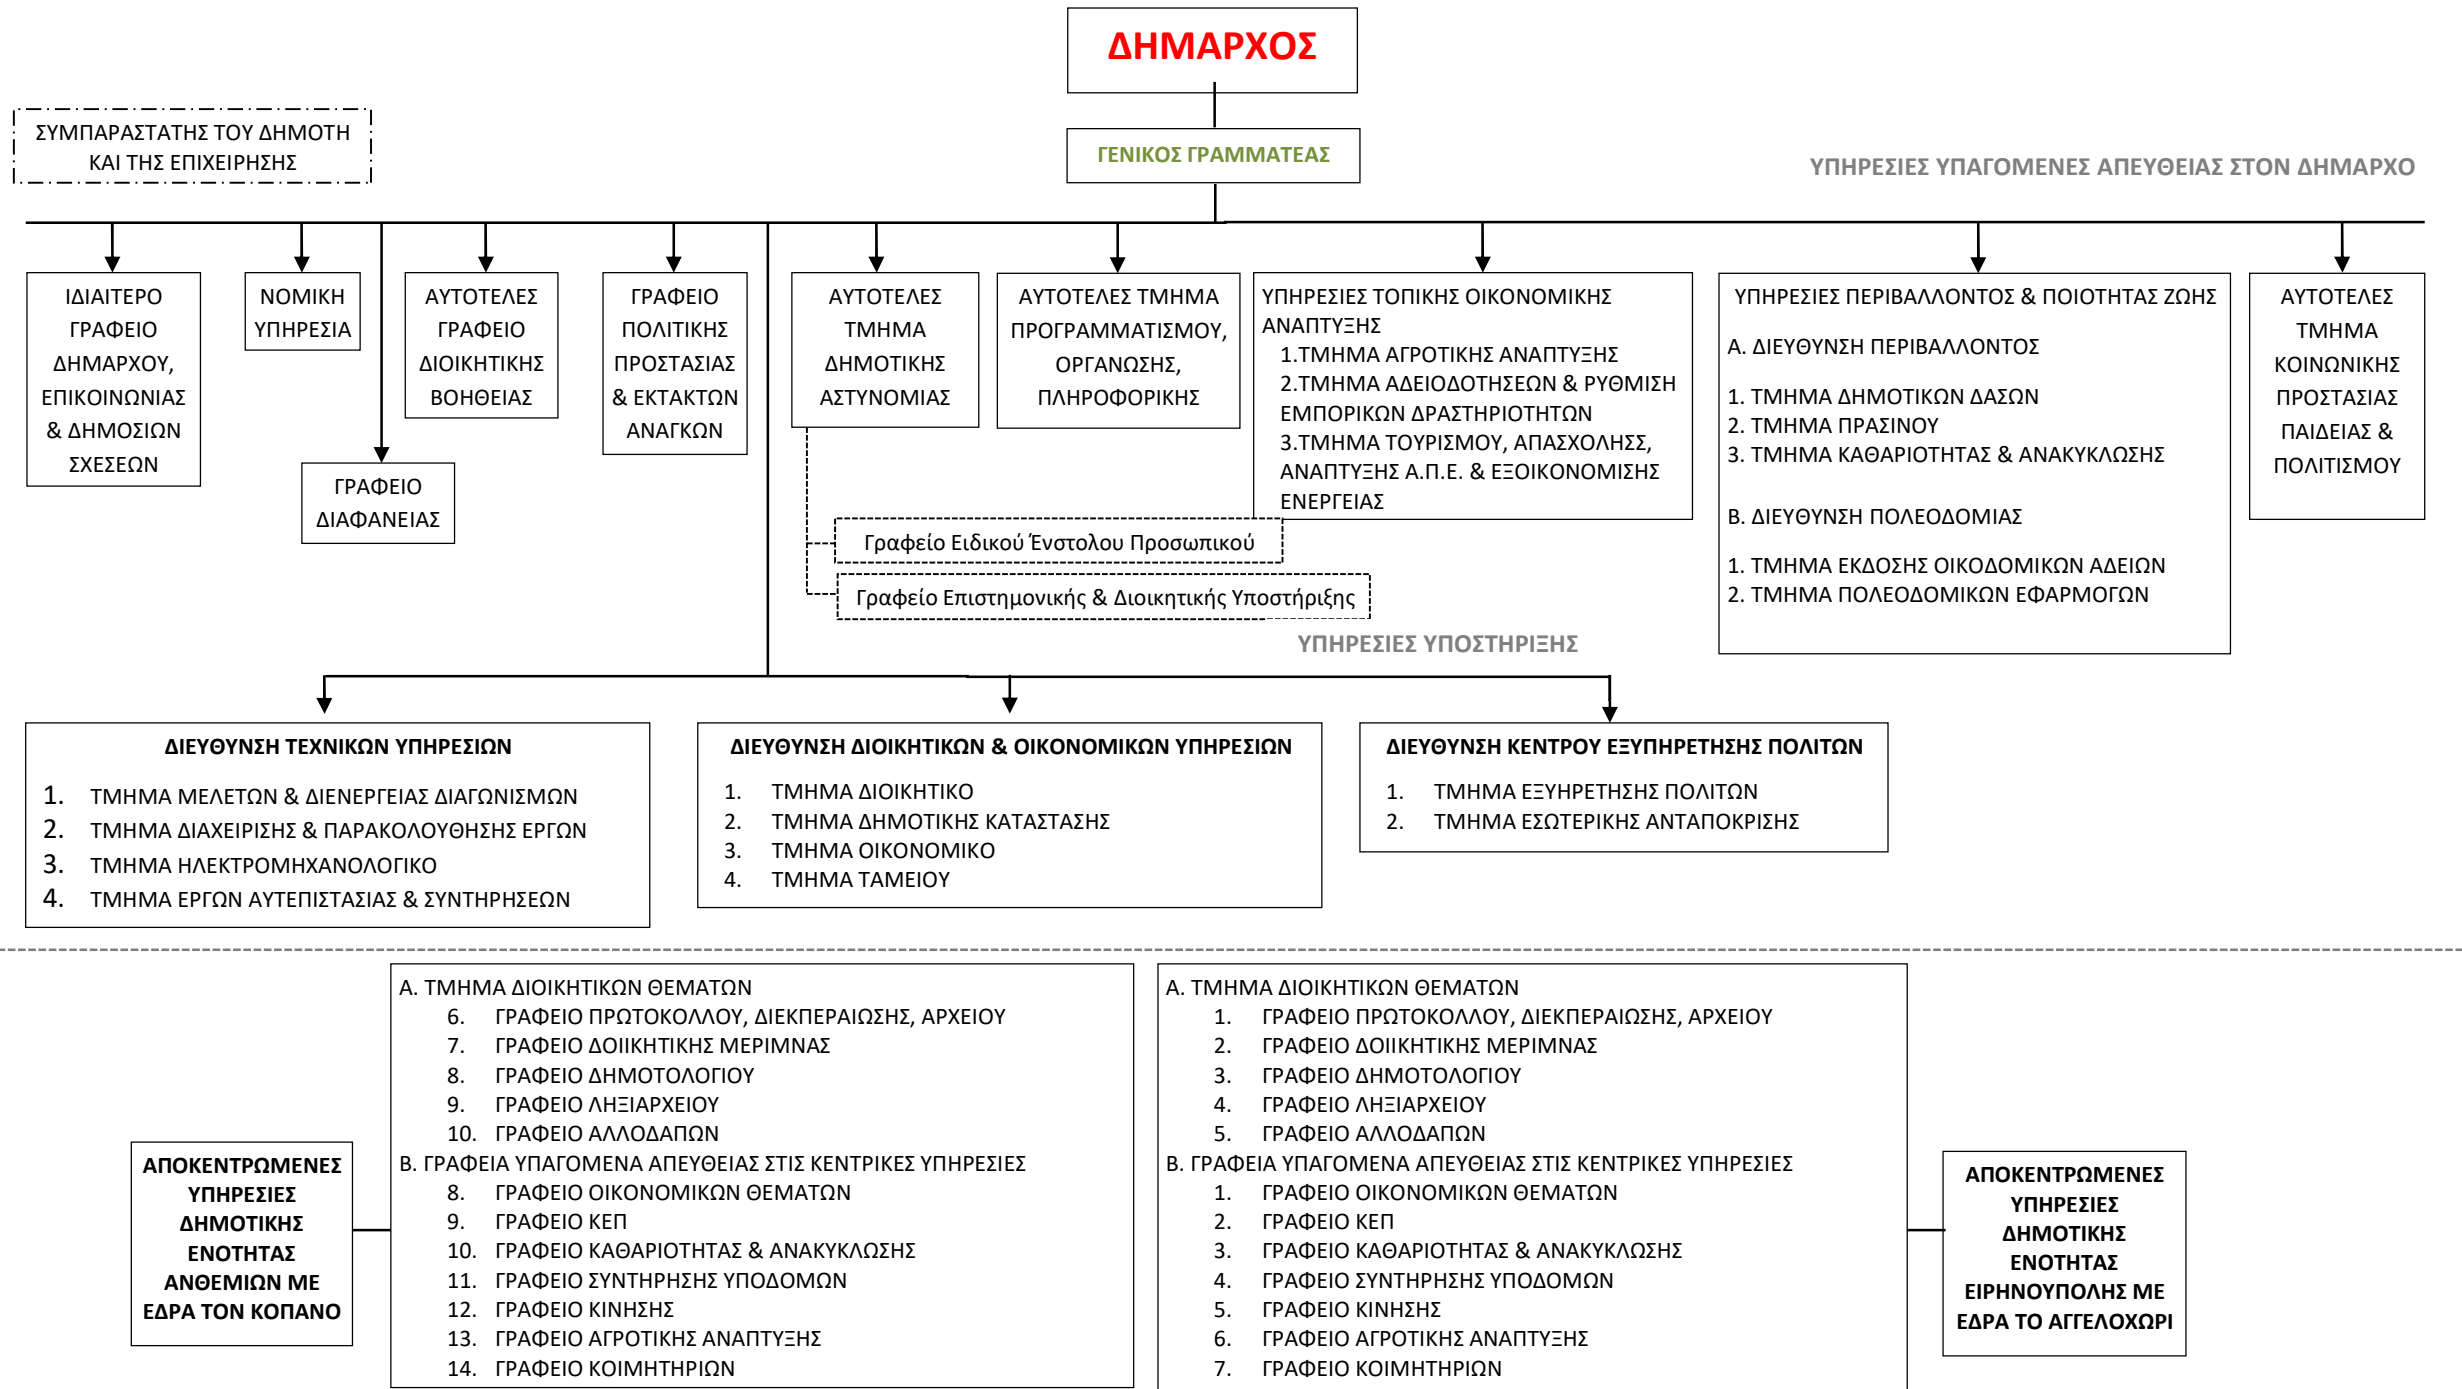 ΔΗΜΑΡΧΟΣ
ΣΥΜΠΑΡΑΣΤΑΤΗΣ ΤΟΥ ΔΗΜΟΤΗ
ΚΑΙ ΤΗΣ ΕΠΙΧΕΙΡΗΣΗΣ
ΓΕΝΙΚΟΣ ΓΡΑΜΜΑΤΕΑΣ
ΥΠΗΡΕΣΙΕΣ ΥΠΑΓΟΜΕΝΕΣ ΑΠΕΥΘΕΙΑΣ ΣΤΟΝ ΔΗΜΑΡΧΟ
ΙΔΙΑΙΤΕΡΟ
ΓΡΑΦΕΙΟ
ΔΗΜΑΡΧΟΥ,
ΕΠΙΚΟΙΝΩΝΙΑΣ
& ΔΗΜΟΣΙΩΝ
ΣΧΕΣΕΩΝ
ΝΟΜΙΚΗ
ΥΠΗΡΕΣΙΑ
ΓΡΑΦΕΙΟ
ΔΙΑΦΑΝΕΙΑΣ
ΑΥΤΟΤΕΛΕΣ
ΓΡΑΦΕΙΟ
ΔΙΟΙΚΗΤΙΚΗΣ
ΒΟΗΘΕΙΑΣ
ΓΡΑΦΕΙΟ
ΠΟΛΙΤΙΚΗΣ
ΠΡΟΣΤΑΣΙΑΣ
& ΕΚΤΑΚΤΩΝ
ΑΝΑΓΚΩΝ
ΑΥΤΟΤΕΛΕΣ
ΤΜΗΜΑ
ΔΗΜΟΤΙΚΗΣ
ΑΣΤΥΝΟΜΙΑΣ
Γραφείο Ειδικού Ένστολου Προσωπικού
Γραφείο Επιστημονικής & Διοικητικής Υποστήριξης
ΑΥΤΟΤΕΛΕΣ ΤΜΗΜΑ
ΠΡΟΓΡΑΜΜΑΤΙΣΜΟΥ,
ΟΡΓΑΝΩΣΗΣ,
ΠΛΗΡΟΦΟΡΙΚΗΣ
ΥΠΗΡΕΣΙΕΣ ΤΟΠΙΚΗΣ ΟΙΚΟΝΟΜΙΚΗΣ
ΑΝΑΠΤΥΞΗΣ
1.ΤΜΗΜΑ ΑΓΡΟΤΙΚΗΣ ΑΝΑΠΤΥΞΗΣ
2.ΤΜΗΜΑ ΑΔΕΙΟΔΟΤΗΣΕΩΝ & ΡΥΘΜΙΣΗ
ΕΜΠΟΡΙΚΩΝ ΔΡΑΣΤΗΡΙΟΤΗΤΩΝ
3.ΤΜΗΜΑ ΤΟΥΡΙΣΜΟΥ, ΑΠΑΣΧΟΛΗΣΣ,
ΑΝΑΠΤΥΞΗΣ Α.Π.Ε. & ΕΞΟΙΚΟΝΟΜΙΣΗΣ
ΕΝΕΡΓΕΙΑΣ
ΥΠΗΡΕΣΙΕΣ ΠΕΡΙΒΑΛΛΟΝΤΟΣ & ΠΟΙΟΤΗΤΑΣ ΖΩΗΣ
Α. ΔΙΕΥΘΥΝΣΗ ΠΕΡΙΒΑΛΛΟΝΤΟΣ
1. ΤΜΗΜΑ ΔΗΜΟΤΙΚΩΝ ΔΑΣΩΝ
2. ΤΜΗΜΑ ΠΡΑΣΙΝΟΥ
3. ΤΜΗΜΑ ΚΑΘΑΡΙΟΤΗΤΑΣ & ΑΝΑΚΥΚΛΩΣΗΣ
Β. ΔΙΕΥΘΥΝΣΗ ΠΟΛΕΟΔΟΜΙΑΣ
1. ΤΜΗΜΑ ΕΚΔΟΣΗΣ ΟΙΚΟΔΟΜΙΚΩΝ ΑΔΕΙΩΝ
2. ΤΜΗΜΑ ΠΟΛΕΟΔΟΜΙΚΩΝ ΕΦΑΡΜΟΓΩΝ
ΑΥΤΟΤΕΛΕΣ
ΤΜΗΜΑ
ΚΟΙΝΩΝΙΚΗΣ
ΠΡΟΣΤΑΣΙΑΣ
ΠΑΙΔΕΙΑΣ &
ΠΟΛΙΤΙΣΜΟΥ
ΥΠΗΡΕΣΙΕΣ ΥΠΟΣΤΗΡΙΞΗΣ
ΔΙΕΥΘΥΝΣΗ ΤΕΧΝΙΚΩΝ ΥΠΗΡΕΣΙΩΝ
1. ΤΜΗΜΑ ΜΕΛΕΤΩΝ & ΔΙΕΝΕΡΓΕΙΑΣ ΔΙΑΓΩΝΙΣΜΩΝ
2. ΤΜΗΜΑ ΔΙΑΧΕΙΡΙΣΗΣ & ΠΑΡΑΚΟΛΟΥΘΗΣΗΣ ΕΡΓΩΝ
3. ΤΜΗΜΑ ΗΛΕΚΤΡΟΜΗΧΑΝΟΛΟΓΙΚΟ
4. ΤΜΗΜΑ ΕΡΓΩΝ ΑΥΤΕΠΙΣΤΑΣΙΑΣ & ΣΥΝΤΗΡΗΣΕΩΝ
ΔΙΕΥΘΥΝΣΗ ΔΙΟΙΚΗΤΙΚΩΝ & ΟΙΚΟΝΟΜΙΚΩΝ ΥΠΗΡΕΣΙΩΝ
1. ΤΜΗΜΑ ΔΙΟΙΚΗΤΙΚΟ
2. ΤΜΗΜΑ ΔΗΜΟΤΙΚΗΣ ΚΑΤΑΣΤΑΣΗΣ
3. ΤΜΗΜΑ ΟΙΚΟΝΟΜΙΚΟ
4. ΤΜΗΜΑ ΤΑΜΕΙΟΥ
ΔΙΕΥΘΥΝΣΗ ΚΕΝΤΡΟΥ ΕΞΥΠΗΡΕΤΗΣΗΣ ΠΟΛΙΤΩΝ
1. ΤΜΗΜΑ ΕΞΥΗΡΕΤΗΣΗΣ ΠΟΛΙΤΩΝ
2. ΤΜΗΜΑ ΕΣΩΤΕΡΙΚΗΣ ΑΝΤΑΠΟΚΡΙΣΗΣ
ΑΠΟΚΕΝΤΡΩΜΕΝΕΣ
ΥΠΗΡΕΣΙΕΣ
ΔΗΜΟΤΙΚΗΣ
ΕΝΟΤΗΤΑΣ
ΑΝΘΕΜΙΩΝ ΜΕ
ΕΔΡΑ ΤΟΝ ΚΟΠΑΝΟ
Α. ΤΜΗΜΑ ΔΙΟΙΚΗΤΙΚΩΝ ΘΕΜΑΤΩΝ
6. ΓΡΑΦΕΙΟ ΠΡΩΤΟΚΟΛΛΟΥ, ΔΙΕΚΠΕΡΑΙΩΣΗΣ, ΑΡΧΕΙΟΥ
7. ΓΡΑΦΕΙΟ ΔΟΙΙΚΗΤΙΚΗΣ ΜΕΡΙΜΝΑΣ
8. ΓΡΑΦΕΙΟ ΔΗΜΟΤΟΛΟΓΙΟΥ
9. ΓΡΑΦΕΙΟ ΛΗΞΙΑΡΧΕΙΟΥ
10. ΓΡΑΦΕΙΟ ΑΛΛΟΔΑΠΩΝ
Β. ΓΡΑΦΕΙΑ ΥΠΑΓΟΜΕΝΑ ΑΠΕΥΘΕΙΑΣ ΣΤΙΣ ΚΕΝΤΡΙΚΕΣ ΥΠΗΡΕΣΙΕΣ
8. ΓΡΑΦΕΙΟ ΟΙΚΟΝΟΜΙΚΩΝ ΘΕΜΑΤΩΝ
9. ΓΡΑΦΕΙΟ ΚΕΠ
10. ΓΡΑΦΕΙΟ ΚΑΘΑΡΙΟΤΗΤΑΣ & ΑΝΑΚΥΚΛΩΣΗΣ
11. ΓΡΑΦΕΙΟ ΣΥΝΤΗΡΗΣΗΣ ΥΠΟΔΟΜΩΝ
12. ΓΡΑΦΕΙΟ ΚΙΝΗΣΗΣ
13. ΓΡΑΦΕΙΟ ΑΓΡΟΤΙΚΗΣ ΑΝΑΠΤΥΞΗΣ
14. ΓΡΑΦΕΙΟ ΚΟΙΜΗΤΗΡΙΩΝ
Α. ΤΜΗΜΑ ΔΙΟΙΚΗΤΙΚΩΝ ΘΕΜΑΤΩΝ
1. ΓΡΑΦΕΙΟ ΠΡΩΤΟΚΟΛΛΟΥ, ΔΙΕΚΠΕΡΑΙΩΣΗΣ, ΑΡΧΕΙΟΥ
2. ΓΡΑΦΕΙΟ ΔΟΙΙΚΗΤΙΚΗΣ ΜΕΡΙΜΝΑΣ
3. ΓΡΑΦΕΙΟ ΔΗΜΟΤΟΛΟΓΙΟΥ
4. ΓΡΑΦΕΙΟ ΛΗΞΙΑΡΧΕΙΟΥ
5. ΓΡΑΦΕΙΟ ΑΛΛΟΔΑΠΩΝ
Β. ΓΡΑΦΕΙΑ ΥΠΑΓΟΜΕΝΑ ΑΠΕΥΘΕΙΑΣ ΣΤΙΣ ΚΕΝΤΡΙΚΕΣ ΥΠΗΡΕΣΙΕΣ
1. ΓΡΑΦΕΙΟ ΟΙΚΟΝΟΜΙΚΩΝ ΘΕΜΑΤΩΝ
2. ΓΡΑΦΕΙΟ ΚΕΠ
3. ΓΡΑΦΕΙΟ ΚΑΘΑΡΙΟΤΗΤΑΣ & ΑΝΑΚΥΚΛΩΣΗΣ
4. ΓΡΑΦΕΙΟ ΣΥΝΤΗΡΗΣΗΣ ΥΠΟΔΟΜΩΝ
5. ΓΡΑΦΕΙΟ ΚΙΝΗΣΗΣ
6. ΓΡΑΦΕΙΟ ΑΓΡΟΤΙΚΗΣ ΑΝΑΠΤΥΞΗΣ
7. ΓΡΑΦΕΙΟ ΚΟΙΜΗΤΗΡΙΩΝ
ΑΠΟΚΕΝΤΡΩΜΕΝΕΣ
ΥΠΗΡΕΣΙΕΣ
ΔΗΜΟΤΙΚΗΣ
ΕΝΟΤΗΤΑΣ
ΕΙΡΗΝΟΥΠΟΛΗΣ ΜΕ
ΕΔΡΑ ΤΟ ΑΓΓΕΛΟΧΩΡΙ